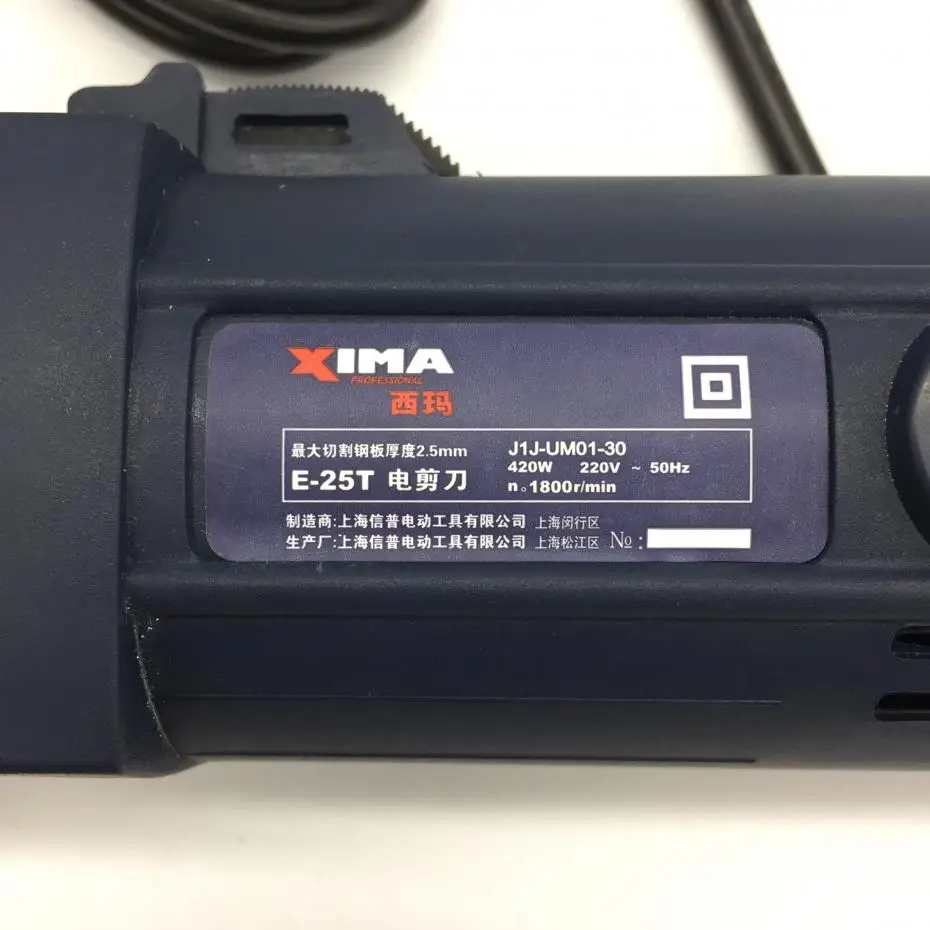 XIMA
PROFESSIONAL
西玛
最大切割钢板厚度2.5mm
E-25T 电剪刀
J1J-UM01-30
420W 220V ~ 50Hz
n。1800r/min
制造商:上海信普电动工具有限公司 上海闵行区
生产厂:上海信普电动工具有限公司 上海松江区 №: